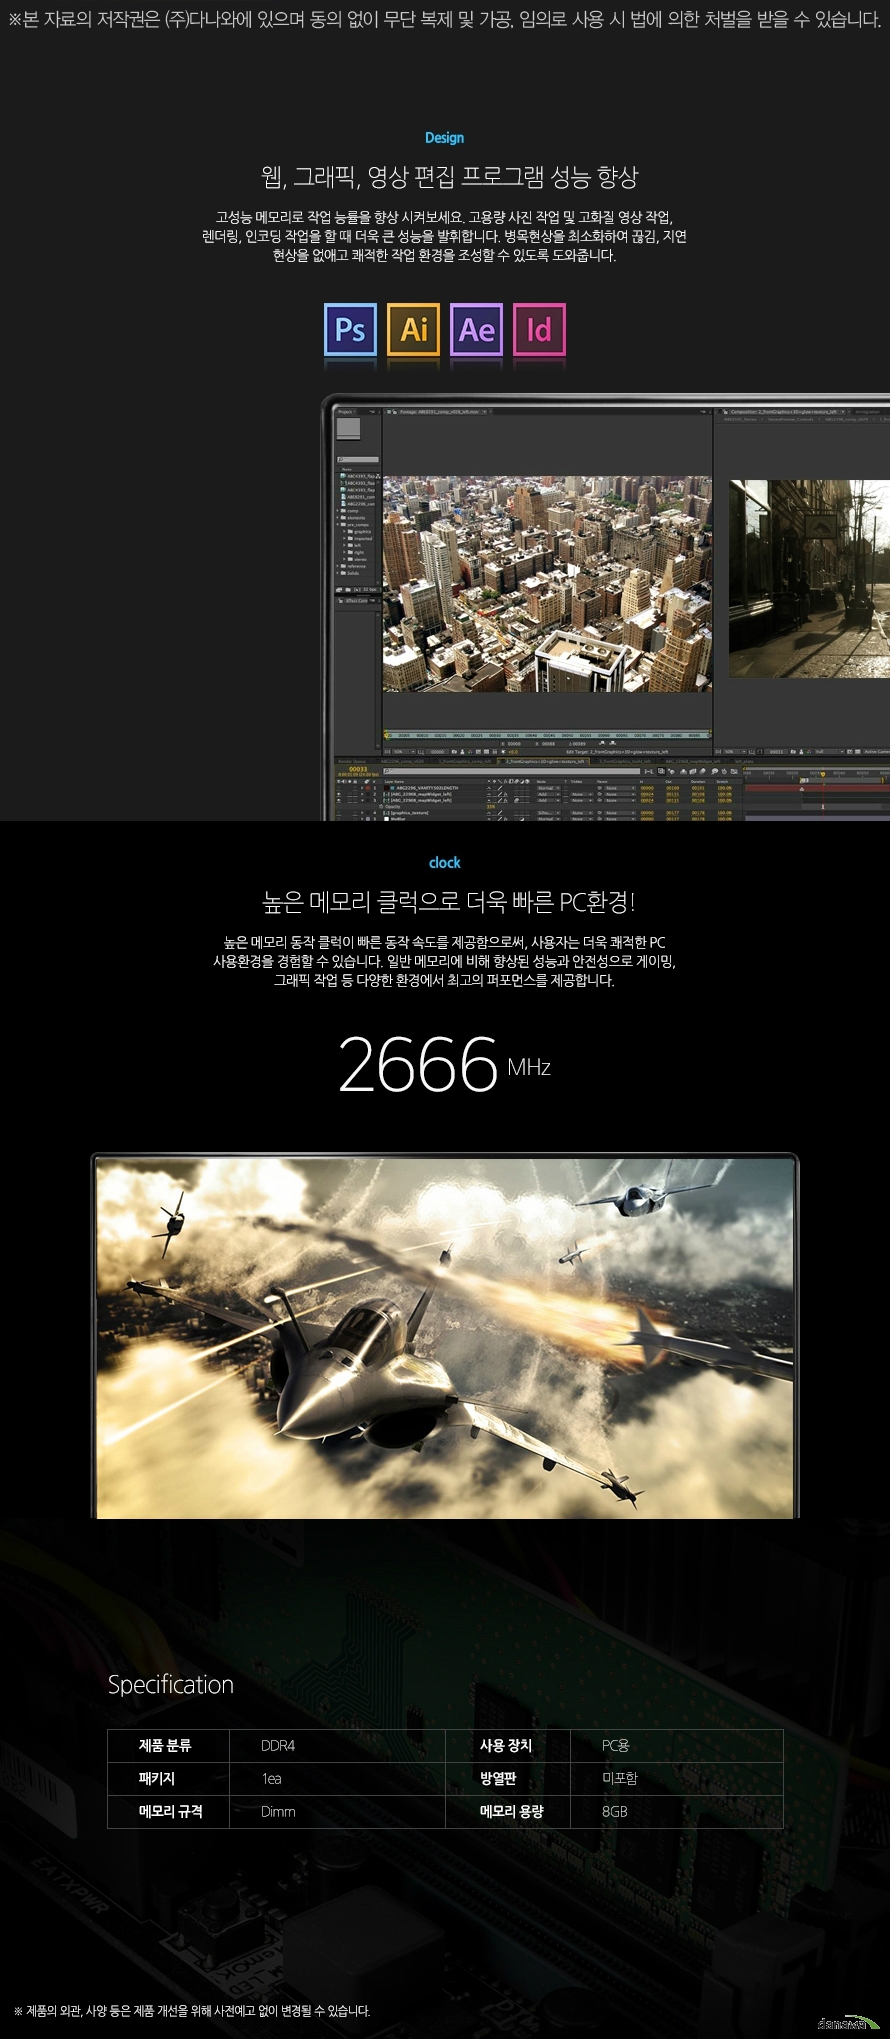 ※본 자료의 저작권은 (주)다나와에 있으며 동의 없이 무단 복제 및 가공, 임의로 사용 시 법에 의한 처벌을 받을 수 있습니다.
Design
웹, 그래픽, 영상 편집 프로그램 성능 향상
고성능 메모리로 작업 능률을 향상 시켜보세요. 고용량 사진 작업 및 고화질 영상 작업,
렌더링, 인코딩 작업을 할 때 더욱 큰 성능을 발휘합니다. 병목현상을 최소화하여 끊김, 지연
현상을 없애고 쾌적한 작업 환경을 조성할 수 있도록 도와줍니다.
Ps Ai Ae Id
clock
높은 메모리 클럭으로 더욱 빠른 PC환경!
높은 메모리 동작 클럭이 빠른 동작 속도를 제공함으로써, 사용자는 더욱 쾌적한 PC
사용환경을 경험할 수 있습니다. 일반 메모리에 비해 향상된 성능과 안전성으로 게이밍,
그래픽 작업 등 다양한 환경에서 최고의 퍼포먼스를 제공합니다.
2666 MHz
Specification
제품 분류 DDR4 사용 장치 PC용
패키지 1ea 방열판 미포함
메모리 규격 Dimm 메모리 용량 8GB
EATXPWR
※ 제품의 외관, 사양 등은 제품 개선을 위해 사전예고 없이 변경될 수 있습니다.
danawa